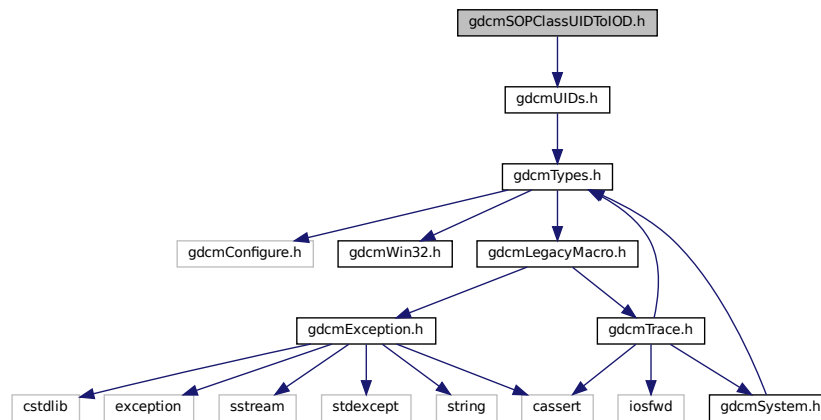 gdcmSOPClassUIDToIOD.h
gdcmUIDs.h
gdcmTypes.h
gdcmConfigure.h
gdcmWin32.h
gdcmLegacyMacro.h
gdcmException.h
gdcmTrace.h
cstdlib
exception
sstream
stdexcept
string
cassert
iosfwd
gdcmSystem.h